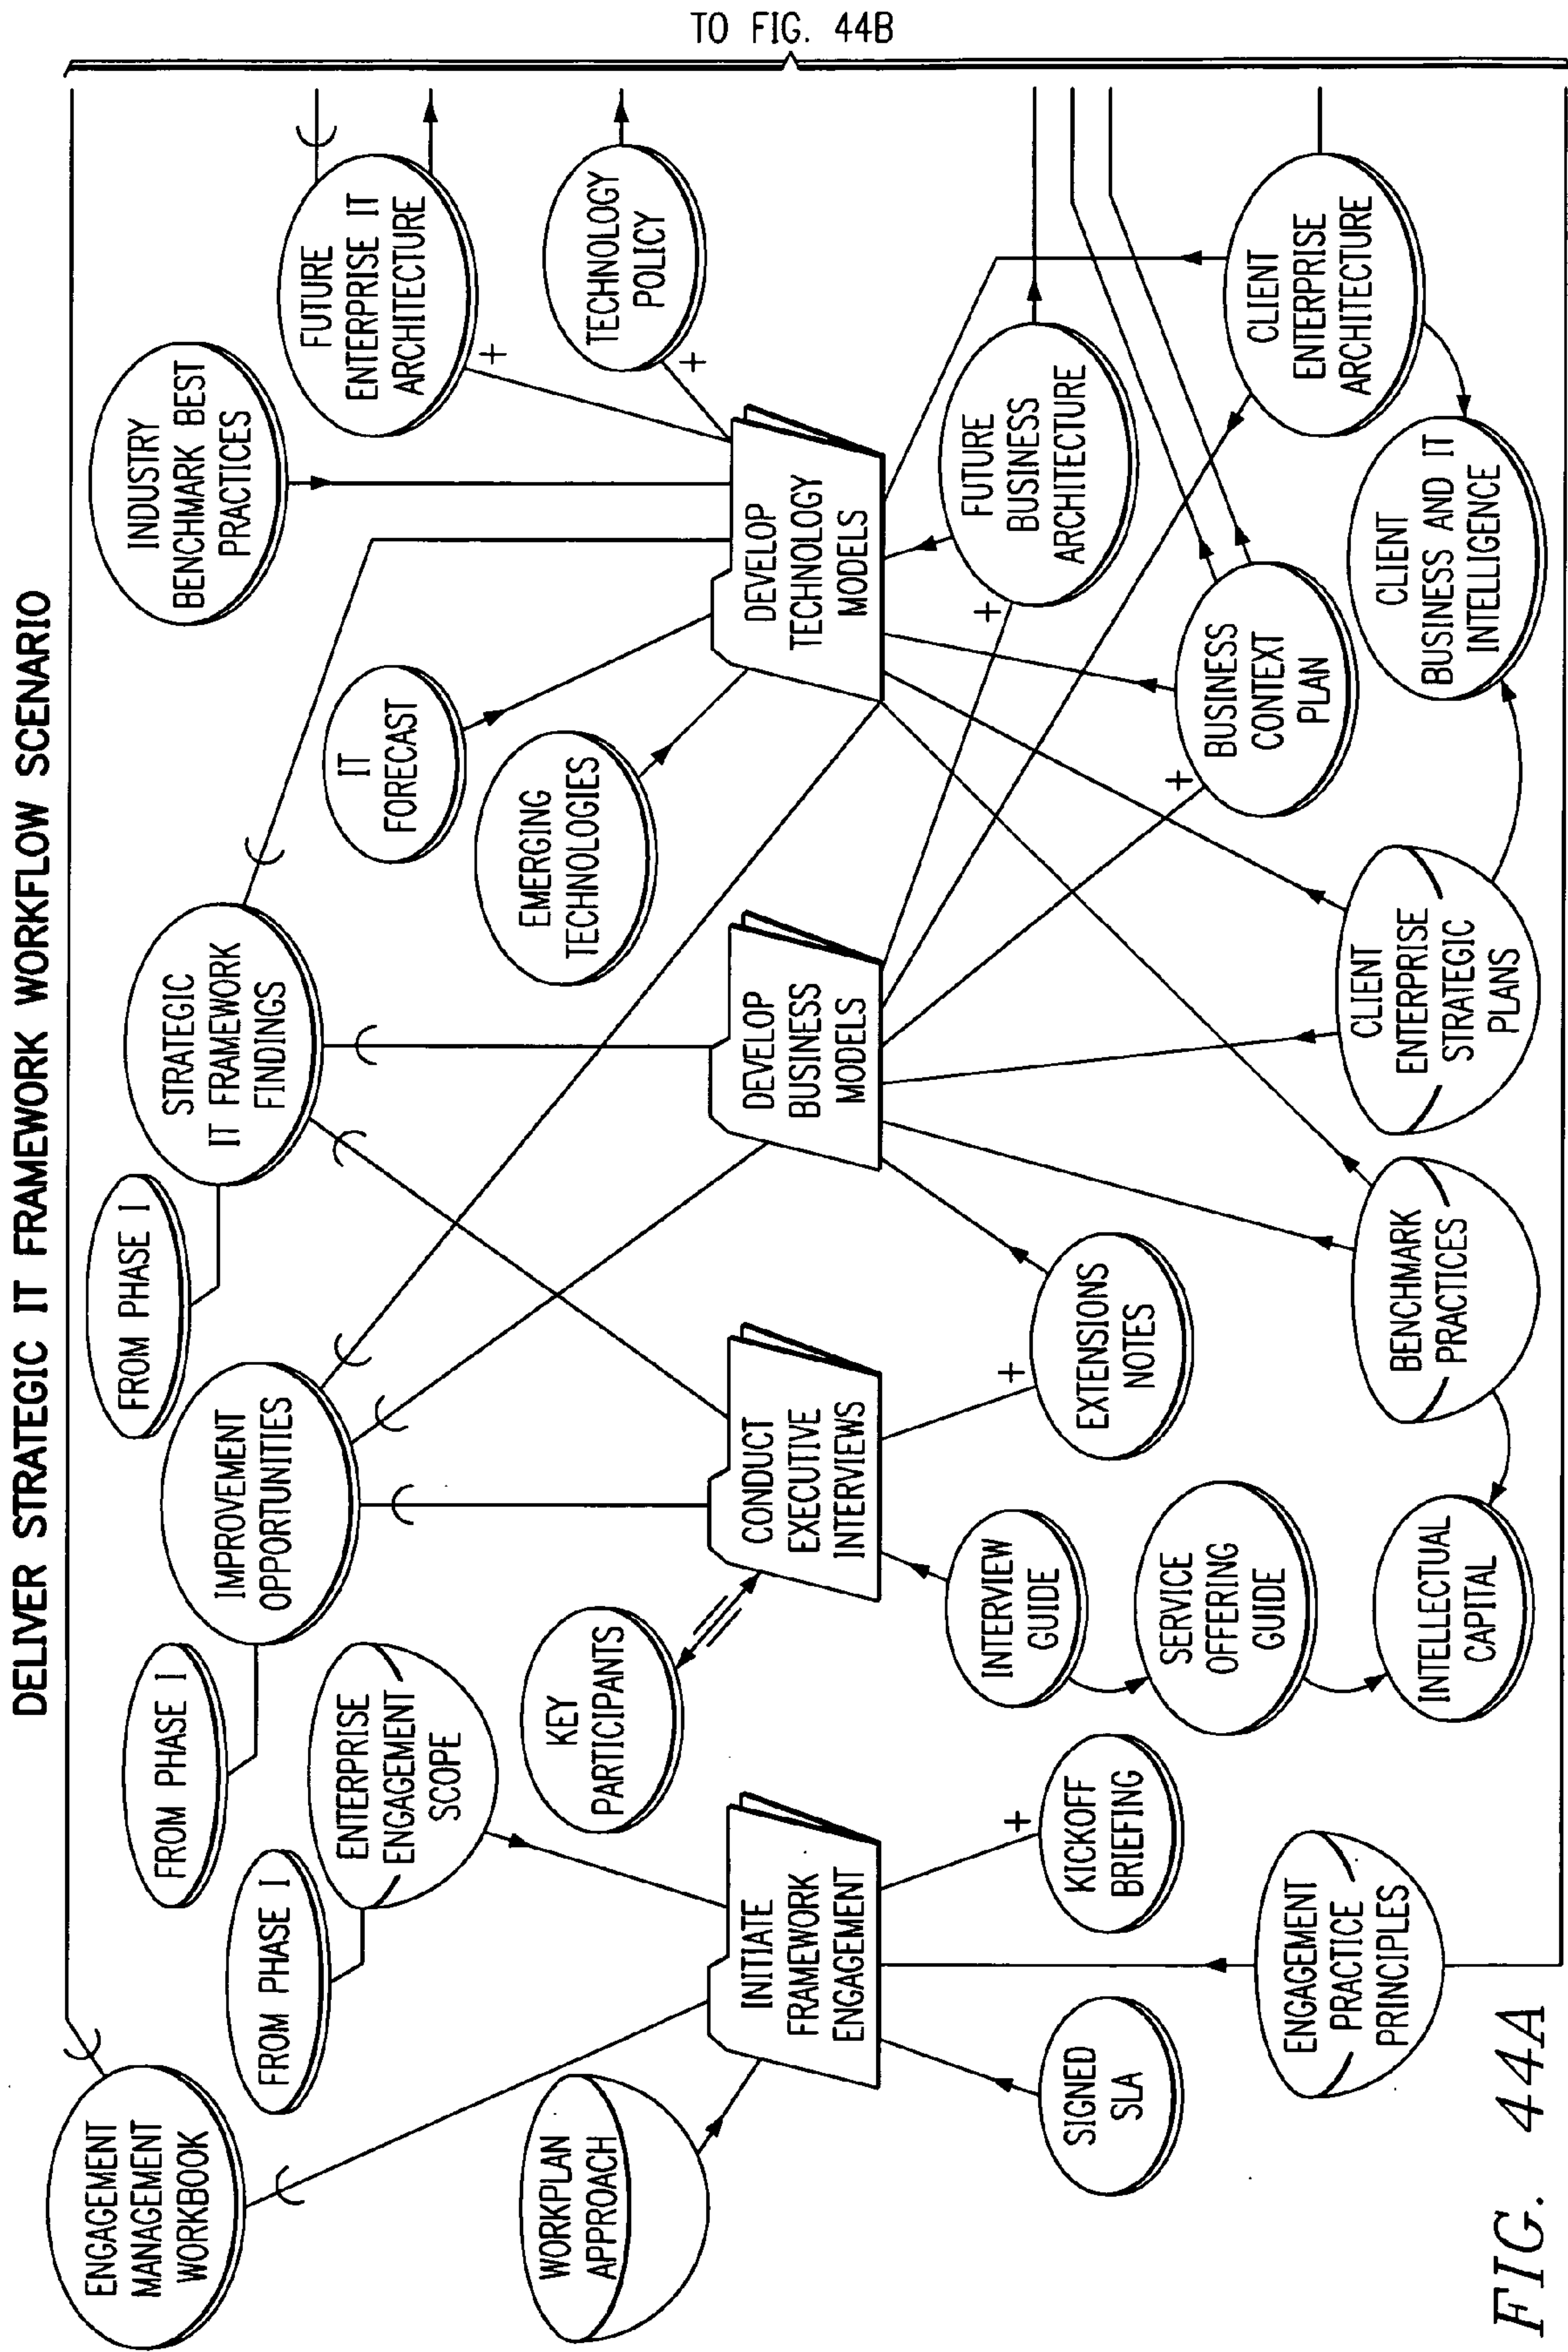 DELIVER STRATEGIC IT FRAMEWORK WORKFLOW SCENARIO
TO FIG. 44B
ENGAGEMENT
MANAGEMENT
WORKBOOK
FROM PHASE I
FROM PHASE I
FROM PHASE I
ENTERPRISE
ENGAGEMENT
SCOPE
IMPROVEMENT
OPPORTUNITIES
STRATEGIC
IT FRAMEWORK
FINDINGS
INDUSTRY
BENCHMARK BEST
PRACTICES
FUTURE
ENTERPRISE IT
ARCHITECTURE
+
IT
FORECAST
EMERGING
TECHNOLOGIES
TECHNOLOGY
POLICY
+
WORKPLAN
APPROACH
KEY
PARTICIPANTS
INITIATE
FRAMEWORK
ENGAGEMENT
CONDUCT
EXECUTIVE
INTERVIEWS
DEVELOP
BUSINESS
MODELS
DEVELOP
TECHNOLOGY
MODELS
SIGNED
SLA
+
KICKOFF
BRIEFING
INTERVIEW
GUIDE
+
EXTENSIONS
NOTES
+
FUTURE
BUSINESS
ARCHITECTURE
SERVICE
OFFERING
GUIDE
+
BUSINESS
CONTEXT
PLAN
CLIENT
ENTERPRISE
ARCHITECTURE
ENGAGEMENT
PRACTICE
PRINCIPLES
INTELLECTUAL
CAPITAL
BENCHMARK
PRACTICES
CLIENT
ENTERPRISE
STRATEGIC
PLANS
CLIENT
BUSINESS AND IT
INTELLIGENCE
FIG. 44A